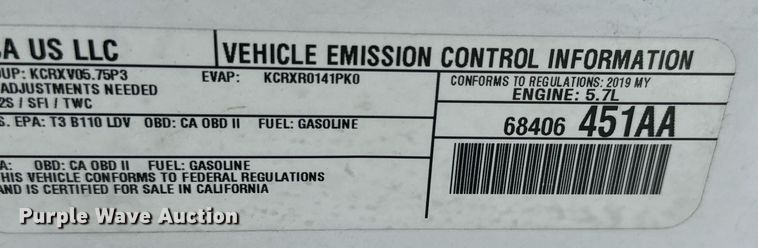 A US LLC
VEHICLE EMISSION CONTROL INFORMATION
UP: KCRXV05.75P3 EVAP: KCRXR0141PK0
ADJUSTMENTS NEEDED
2S / SFI / TWC
S. EPA: T3 B110 LDV OBD: CA OBD II FUEL: GASOLINE
CONFORMS TO REGULATIONS: 2019 MY
ENGINE: 5.7L
68406 451AA
A: OBD: CA OBD II FUEL: GASOLINE
HIS VEHICLE CONFORMS TO FEDERAL REGULATIONS
AND IS CERTIFIED FOR SALE IN CALIFORNIA
Purple Wave Auction